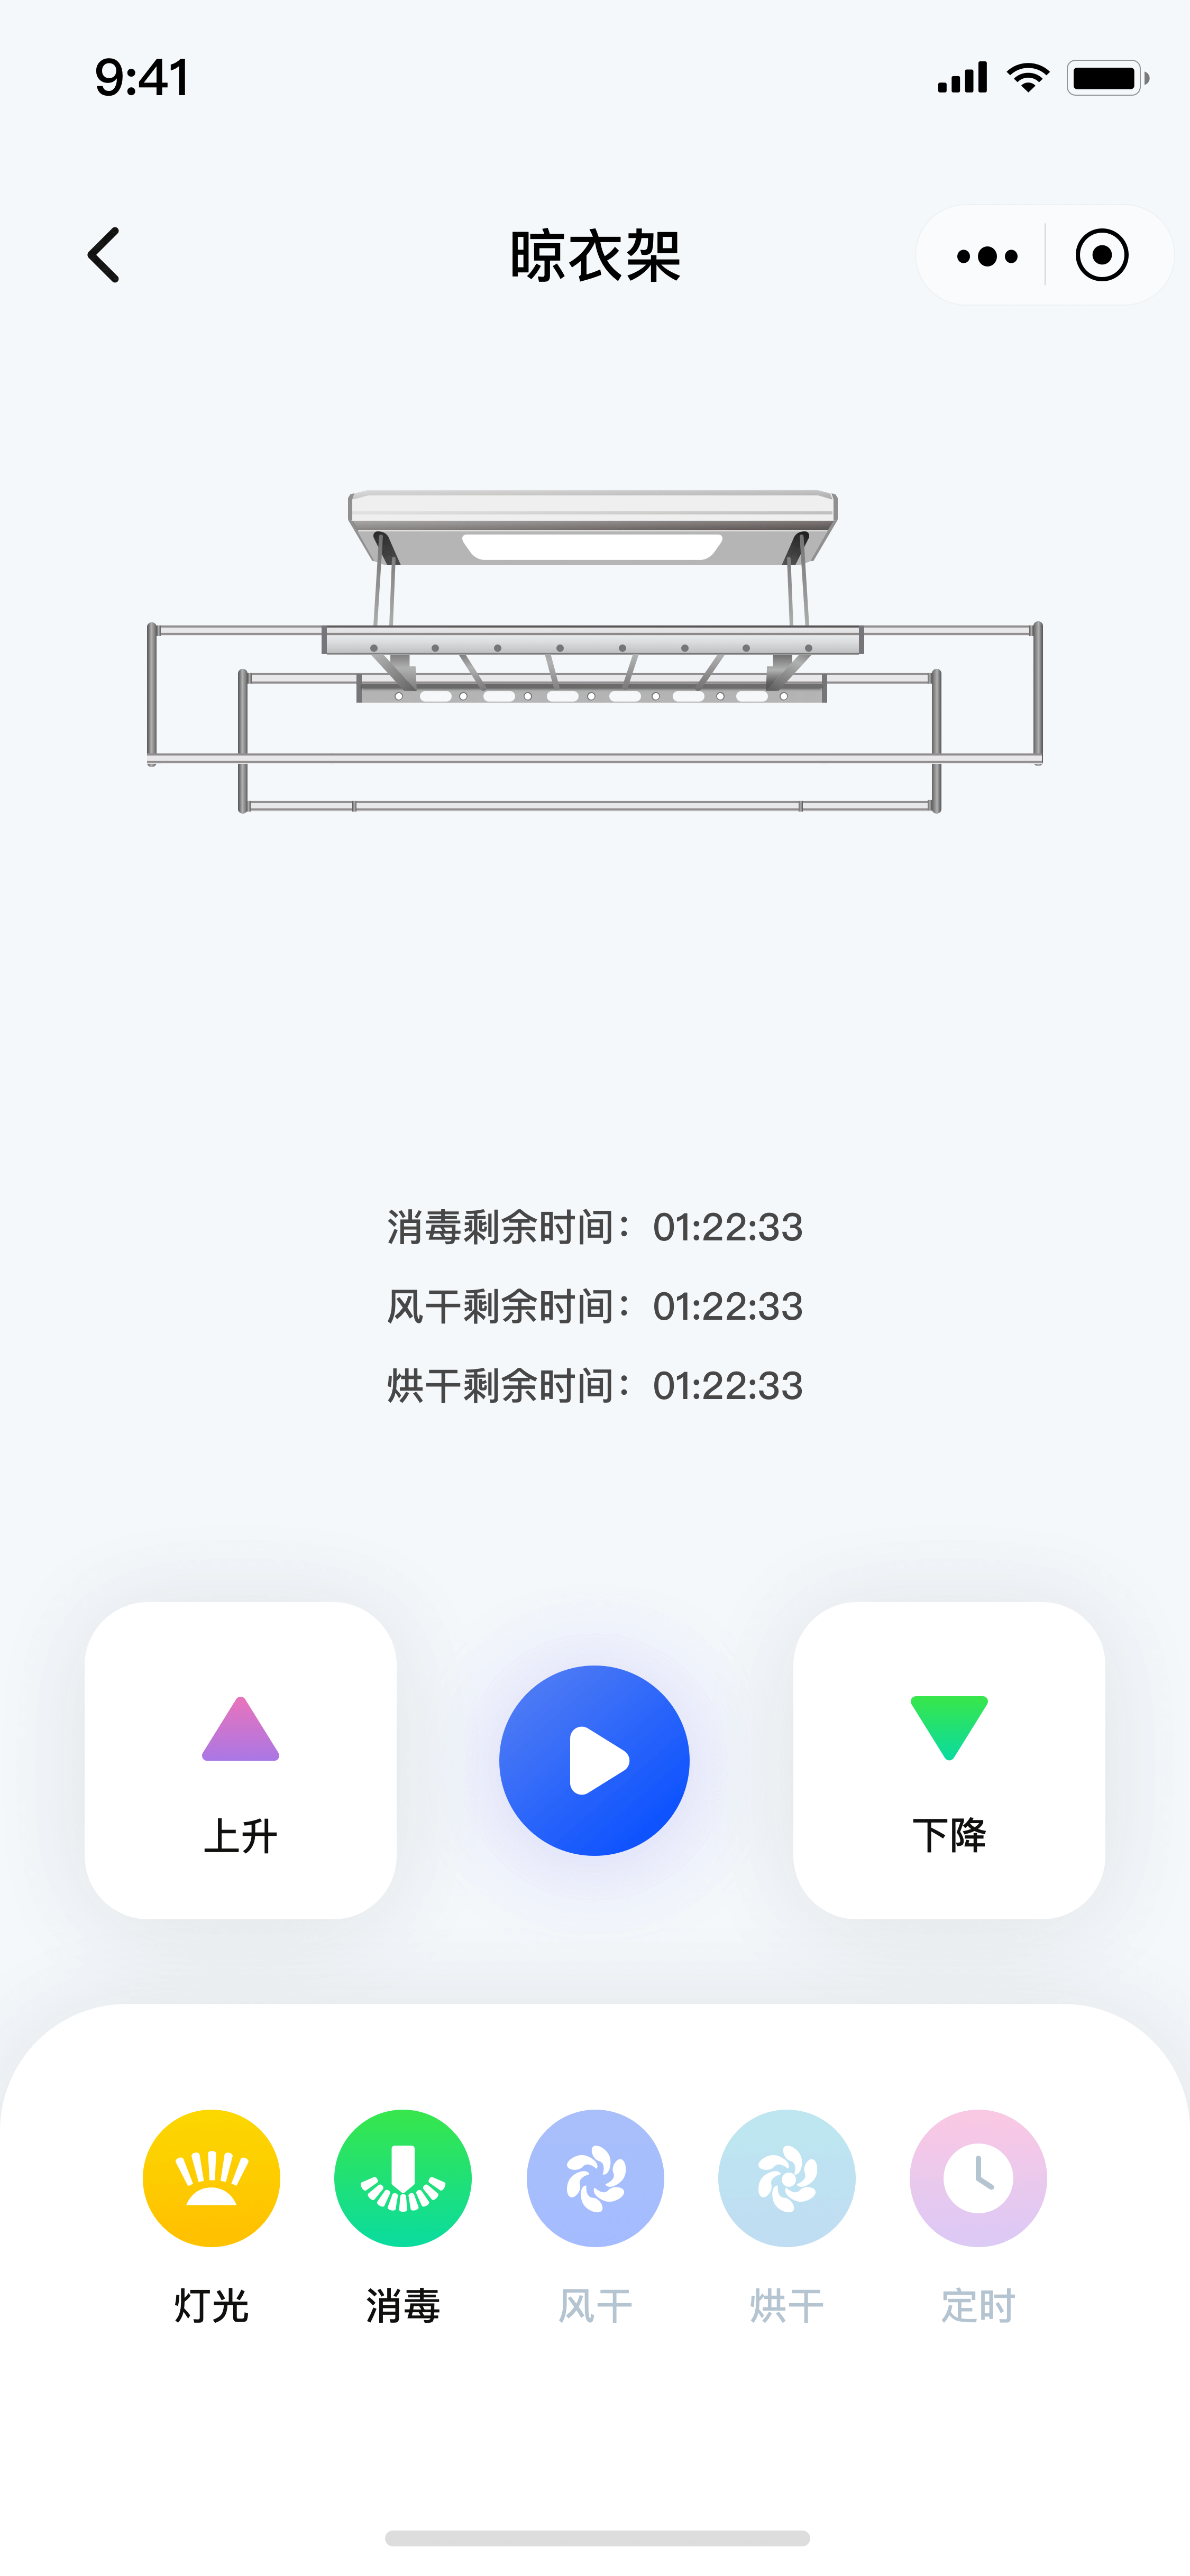 9:41
晾衣架
消毒剩余时间：01:22:33
风干剩余时间：01:22:33
烘干剩余时间：01:22:33
上升
下降
灯光 消毒 风干 烘干 定时